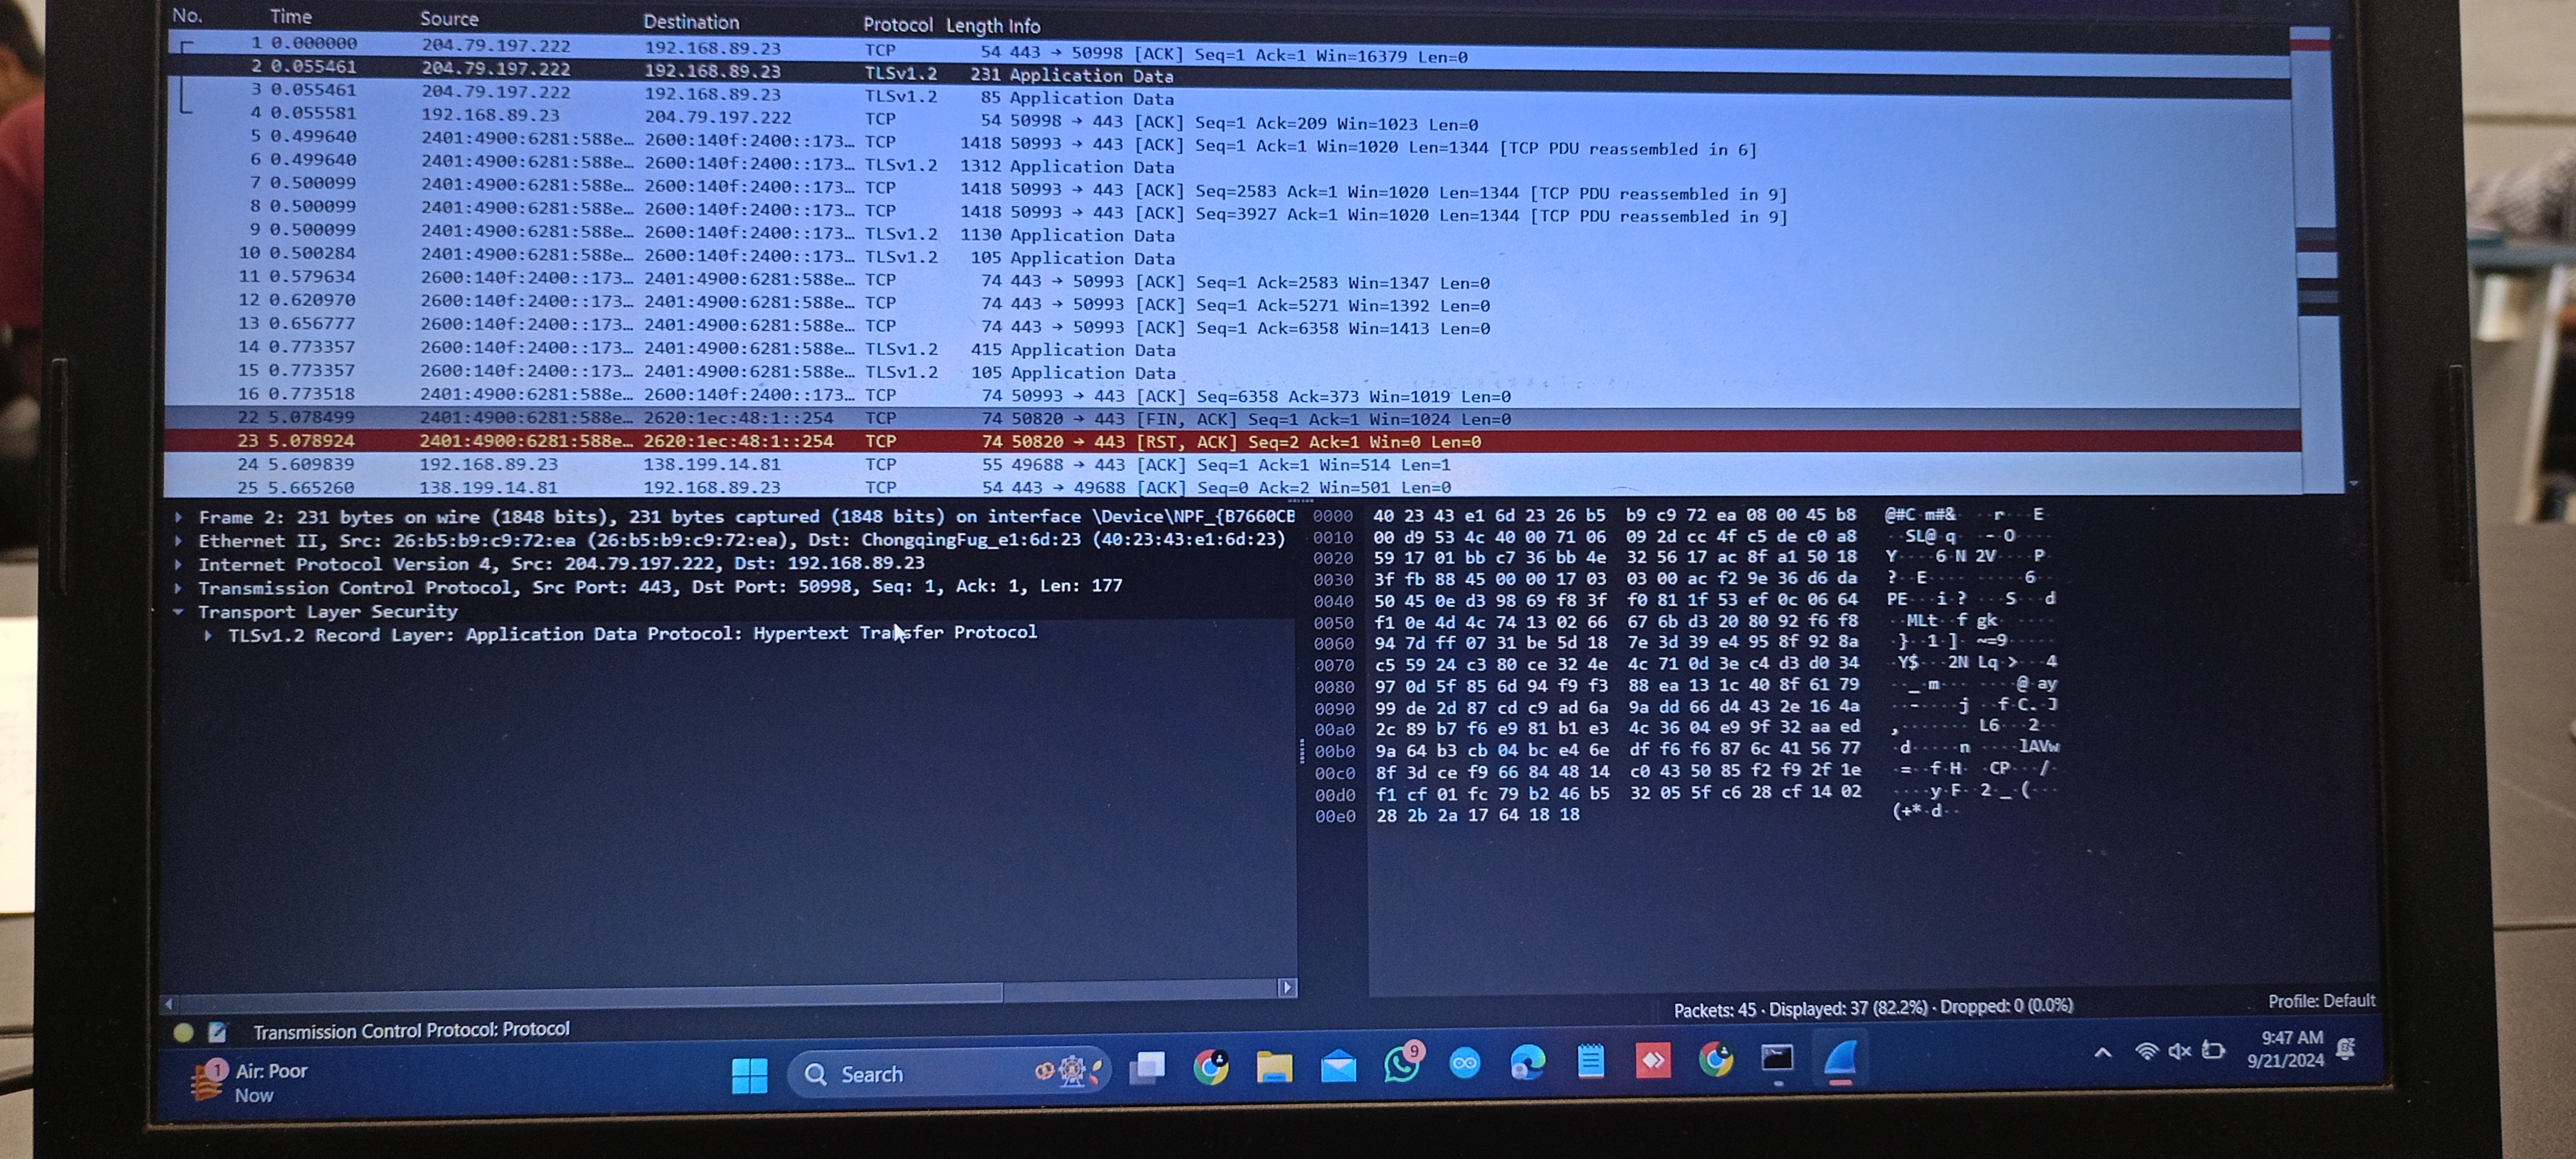 No. Time Source Destination Protocol Length Info
1 0.000000 204.79.197.222 192.168.89.23 TCP 54 443 → 50998 [ACK] Seq=1 Ack=1 Win=16379 Len=0
2 0.055461 204.79.197.222 192.168.89.23 TLSv1.2 231 Application Data
3 0.055461 204.79.197.222 192.168.89.23 TLSv1.2 85 Application Data
4 0.055581 192.168.89.23 204.79.197.222 TCP 54 50998 → 443 [ACK] Seq=1 Ack=209 Win=1023 Len=0
5 0.499640 2401:4900:6281:588e… 2600:140f:2400::173… TCP 1418 50993 → 443 [ACK] Seq=1 Ack=1 Win=1020 Len=1344 [TCP PDU reassembled in 6]
6 0.499640 2401:4900:6281:588e… 2600:140f:2400::173… TLSv1.2 1312 Application Data
7 0.500099 2401:4900:6281:588e… 2600:140f:2400::173… TCP 1418 50993 → 443 [ACK] Seq=2583 Ack=1 Win=1020 Len=1344 [TCP PDU reassembled in 9]
8 0.500099 2401:4900:6281:588e… 2600:140f:2400::173… TCP 1418 50993 → 443 [ACK] Seq=3927 Ack=1 Win=1020 Len=1344 [TCP PDU reassembled in 9]
9 0.500099 2401:4900:6281:588e… 2600:140f:2400::173… TLSv1.2 1130 Application Data
10 0.500284 2401:4900:6281:588e… 2600:140f:2400::173… TLSv1.2 105 Application Data
11 0.579634 2600:140f:2400::173… 2401:4900:6281:588e… TCP 74 443 → 50993 [ACK] Seq=1 Ack=2583 Win=1347 Len=0
12 0.620970 2600:140f:2400::173… 2401:4900:6281:588e… TCP 74 443 → 50993 [ACK] Seq=1 Ack=5271 Win=1392 Len=0
13 0.656777 2600:140f:2400::173… 2401:4900:6281:588e… TCP 74 443 → 50993 [ACK] Seq=1 Ack=6358 Win=1413 Len=0
14 0.773357 2600:140f:2400::173… 2401:4900:6281:588e… TLSv1.2 415 Application Data
15 0.773357 2600:140f:2400::173… 2401:4900:6281:588e… TLSv1.2 105 Application Data
16 0.773518 2401:4900:6281:588e… 2600:140f:2400::173… TCP 74 50993 → 443 [ACK] Seq=6358 Ack=373 Win=1019 Len=0
22 5.078499 2401:4900:6281:588e… 2620:1ec:48:1::254 TCP 74 50820 → 443 [FIN, ACK] Seq=1 Ack=1 Win=1024 Len=0
23 5.078924 2401:4900:6281:588e… 2620:1ec:48:1::254 TCP 74 50820 → 443 [RST, ACK] Seq=2 Ack=1 Win=0 Len=0
24 5.609839 192.168.89.23 138.199.14.81 TCP 55 49688 → 443 [ACK] Seq=1 Ack=1 Win=514 Len=1
25 5.665260 138.199.14.81 192.168.89.23 TCP 54 443 → 49688 [ACK] Seq=0 Ack=2 Win=501 Len=0
Frame 2: 231 bytes on wire (1848 bits), 231 bytes captured (1848 bits) on interface \Device\NPF_{B7660CB
Ethernet II, Src: 26:b5:b9:c9:72:ea (26:b5:b9:c9:72:ea), Dst: ChongqingFug_e1:6d:23 (40:23:43:e1:6d:23)
Internet Protocol Version 4, Src: 204.79.197.222, Dst: 192.168.89.23
Transmission Control Protocol, Src Port: 443, Dst Port: 50998, Seq: 1, Ack: 1, Len: 177
Transport Layer Security
TLSv1.2 Record Layer: Application Data Protocol: Hypertext Transfer Protocol
0000 40 23 43 e1 6d 23 26 b5 b9 c9 72 ea 08 00 45 b8 @#C·m#&· ··r···E·
0010 00 d9 53 4c 40 00 71 06 09 2d cc 4f c5 de c0 a8 ··SL@·q· ·-·O····
0020 59 17 01 bb c7 36 bb 4e 32 56 17 ac 8f a1 50 18 Y····6·N 2V····P·
0030 3f fb 88 45 00 00 17 03 03 00 ac f2 9e 36 d6 da ?··E···· ·····6··
0040 50 45 0e d3 98 69 f8 3f f0 81 1f 53 ef 0c 06 64 PE···i·? ···S···d
0050 f1 0e 4d 4c 74 13 02 66 67 6b d3 20 80 92 f6 f8 ··MLt··f gk· ····
0060 94 7d ff 07 31 be 5d 18 7e 3d 39 e4 95 8f 92 8a ·}··1·]· ~=9·····
0070 c5 59 24 c3 80 ce 32 4e 4c 71 0d 3e c4 d3 d0 34 ·Y$···2N Lq·>···4
0080 97 0d 5f 85 6d 94 f9 f3 88 ea 13 1c 40 8f 61 79 ··_·m··· ····@·ay
0090 99 de 2d 87 cd c9 ad 6a 9a dd 66 d4 43 2e 16 4a ··-····j ··f·C.·J
00a0 2c 89 b7 f6 e9 81 b1 e3 4c 36 04 e9 9f 32 aa ed ,······· L6···2··
00b0 9a 64 b3 cb 04 bc e4 6e df f6 f6 87 6c 41 56 77 ·d·····n ····lAVw
00c0 8f 3d ce f9 66 84 48 14 c0 43 50 85 f2 f9 2f 1e ·=··f·H· ·CP···/·
00d0 f1 cf 01 fc 79 b2 46 b5 32 05 5f c6 28 cf 14 02 ····y·F· 2·_·(···
00e0 28 2b 2a 17 64 18 18 (+*·d··
Packets: 45 · Displayed: 37 (82.2%) · Dropped: 0 (0.0%) Profile: Default
Transmission Control Protocol: Protocol
1 Air: Poor
Now
Search
9
9:47 AM
9/21/2024